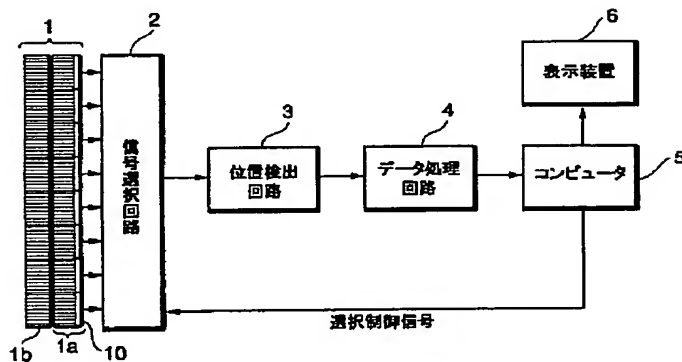 1
2
信号選択回路
3
位置検出
回路
4
データ処理
回路
コンピュータ
5
6
表示装置
選択制御信号
1b
1a
10